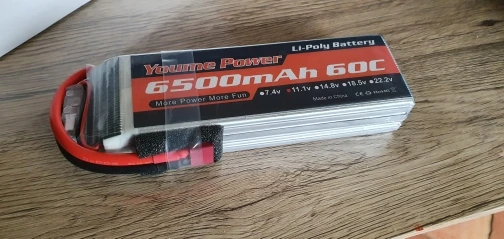 Li-Poly Battery
Youme Power
6500mAh 60C
More Power More Fun
●7.4v ●11.1v ●14.8v ●18.5v ●22.2v
Made in China